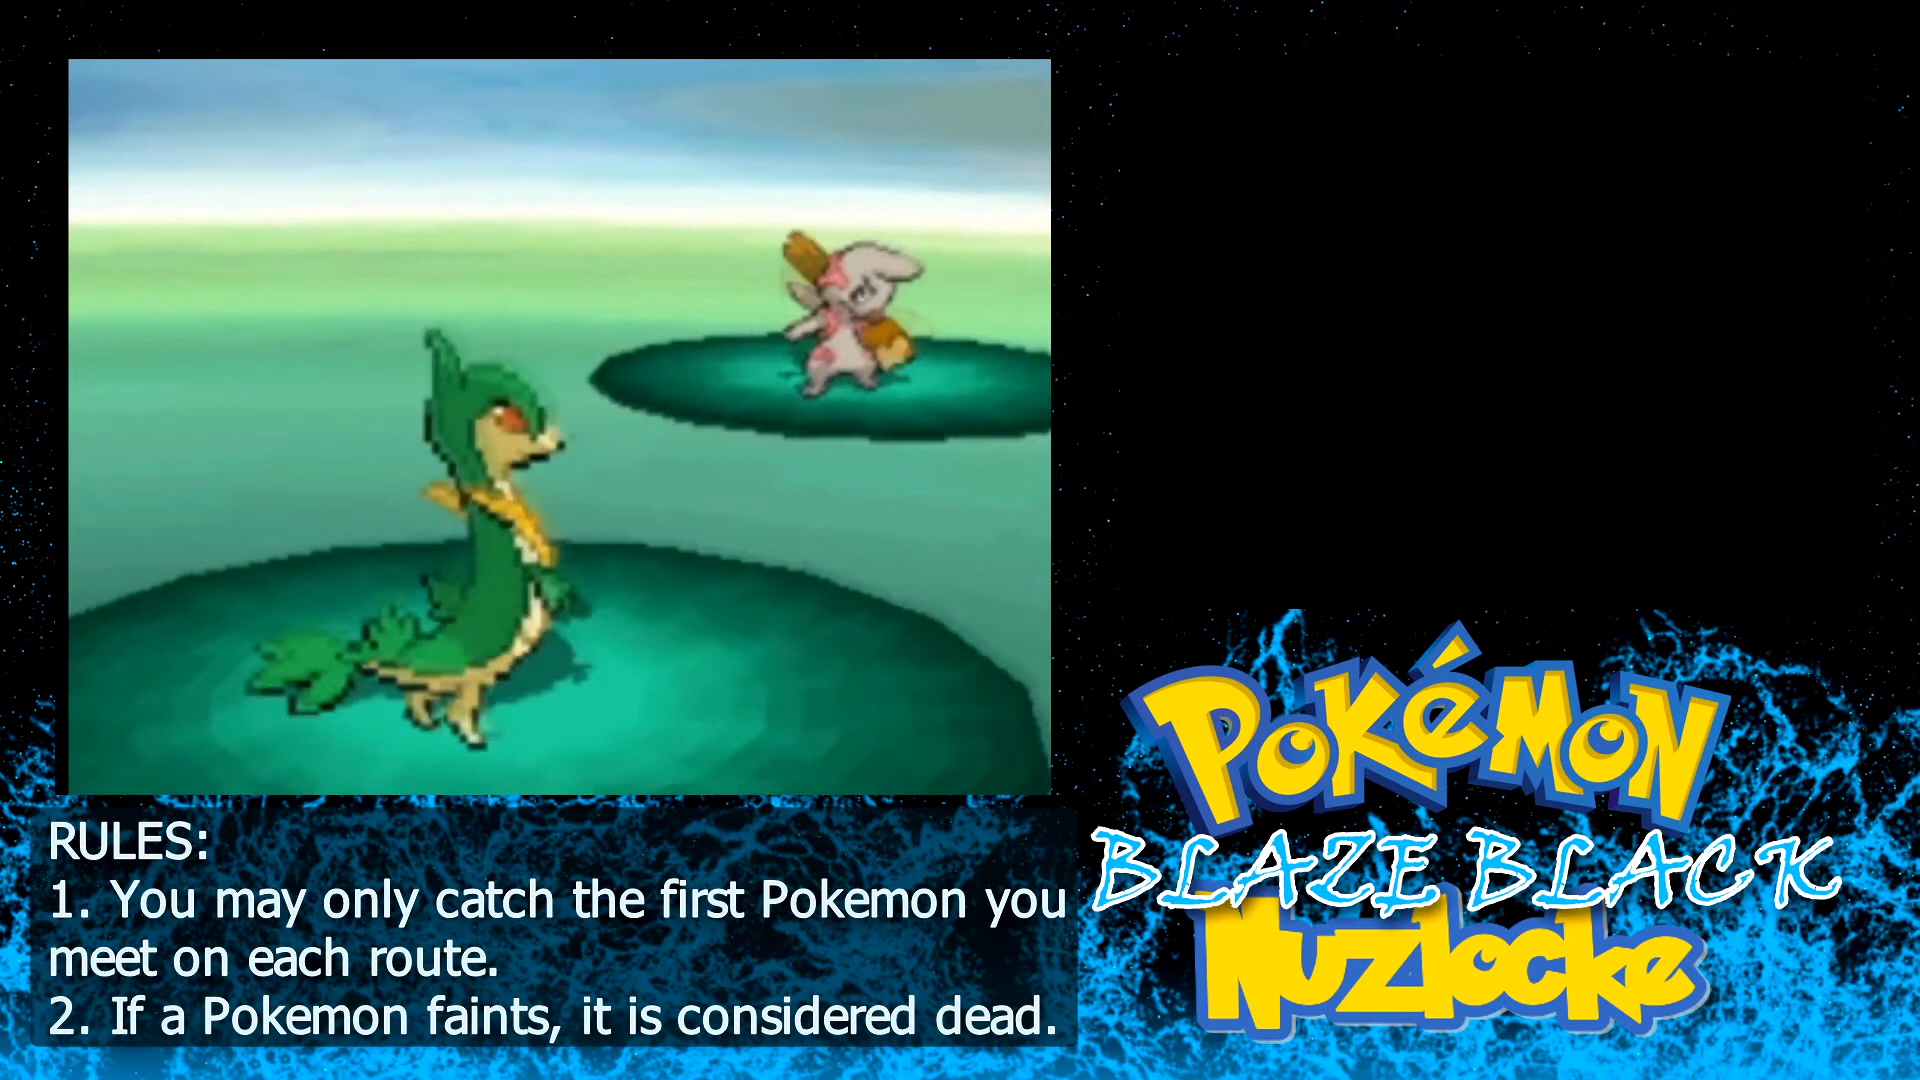 RULES:
1. You may only catch the first Pokemon you
meet on each route.
2. If a Pokemon faints, it is considered dead.
POKéMON
BLAZE BLACK
Nuzlocke